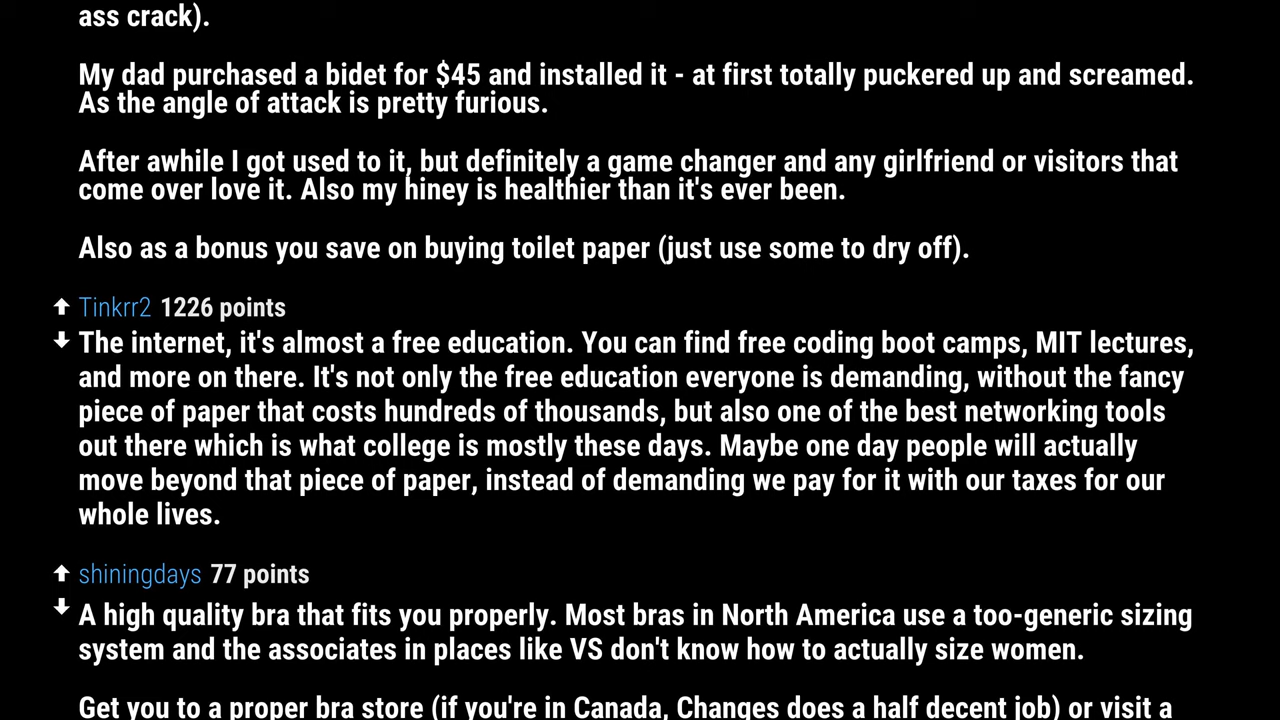 ass crack).
My dad purchased a bidet for $45 and installed it - at first totally puckered up and screamed.
As the angle of attack is pretty furious.
After awhile I got used to it, but definitely a game changer and any girlfriend or visitors that
come over love it. Also my hiney is healthier than it's ever been.
Also as a bonus you save on buying toilet paper (just use some to dry off).
Tinkrr2 1226 points
The internet, it's almost a free education. You can find free coding boot camps, MIT lectures,
and more on there. It's not only the free education everyone is demanding, without the fancy
piece of paper that costs hundreds of thousands, but also one of the best networking tools
out there which is what college is mostly these days. Maybe one day people will actually
move beyond that piece of paper, instead of demanding we pay for it with our taxes for our
whole lives.
shiningdays 77 points
A high quality bra that fits you properly. Most bras in North America use a too-generic sizing
system and the associates in places like VS don't know how to actually size women.
Get you to a proper bra store (if you're in Canada, Changes does a half decent job) or visit a